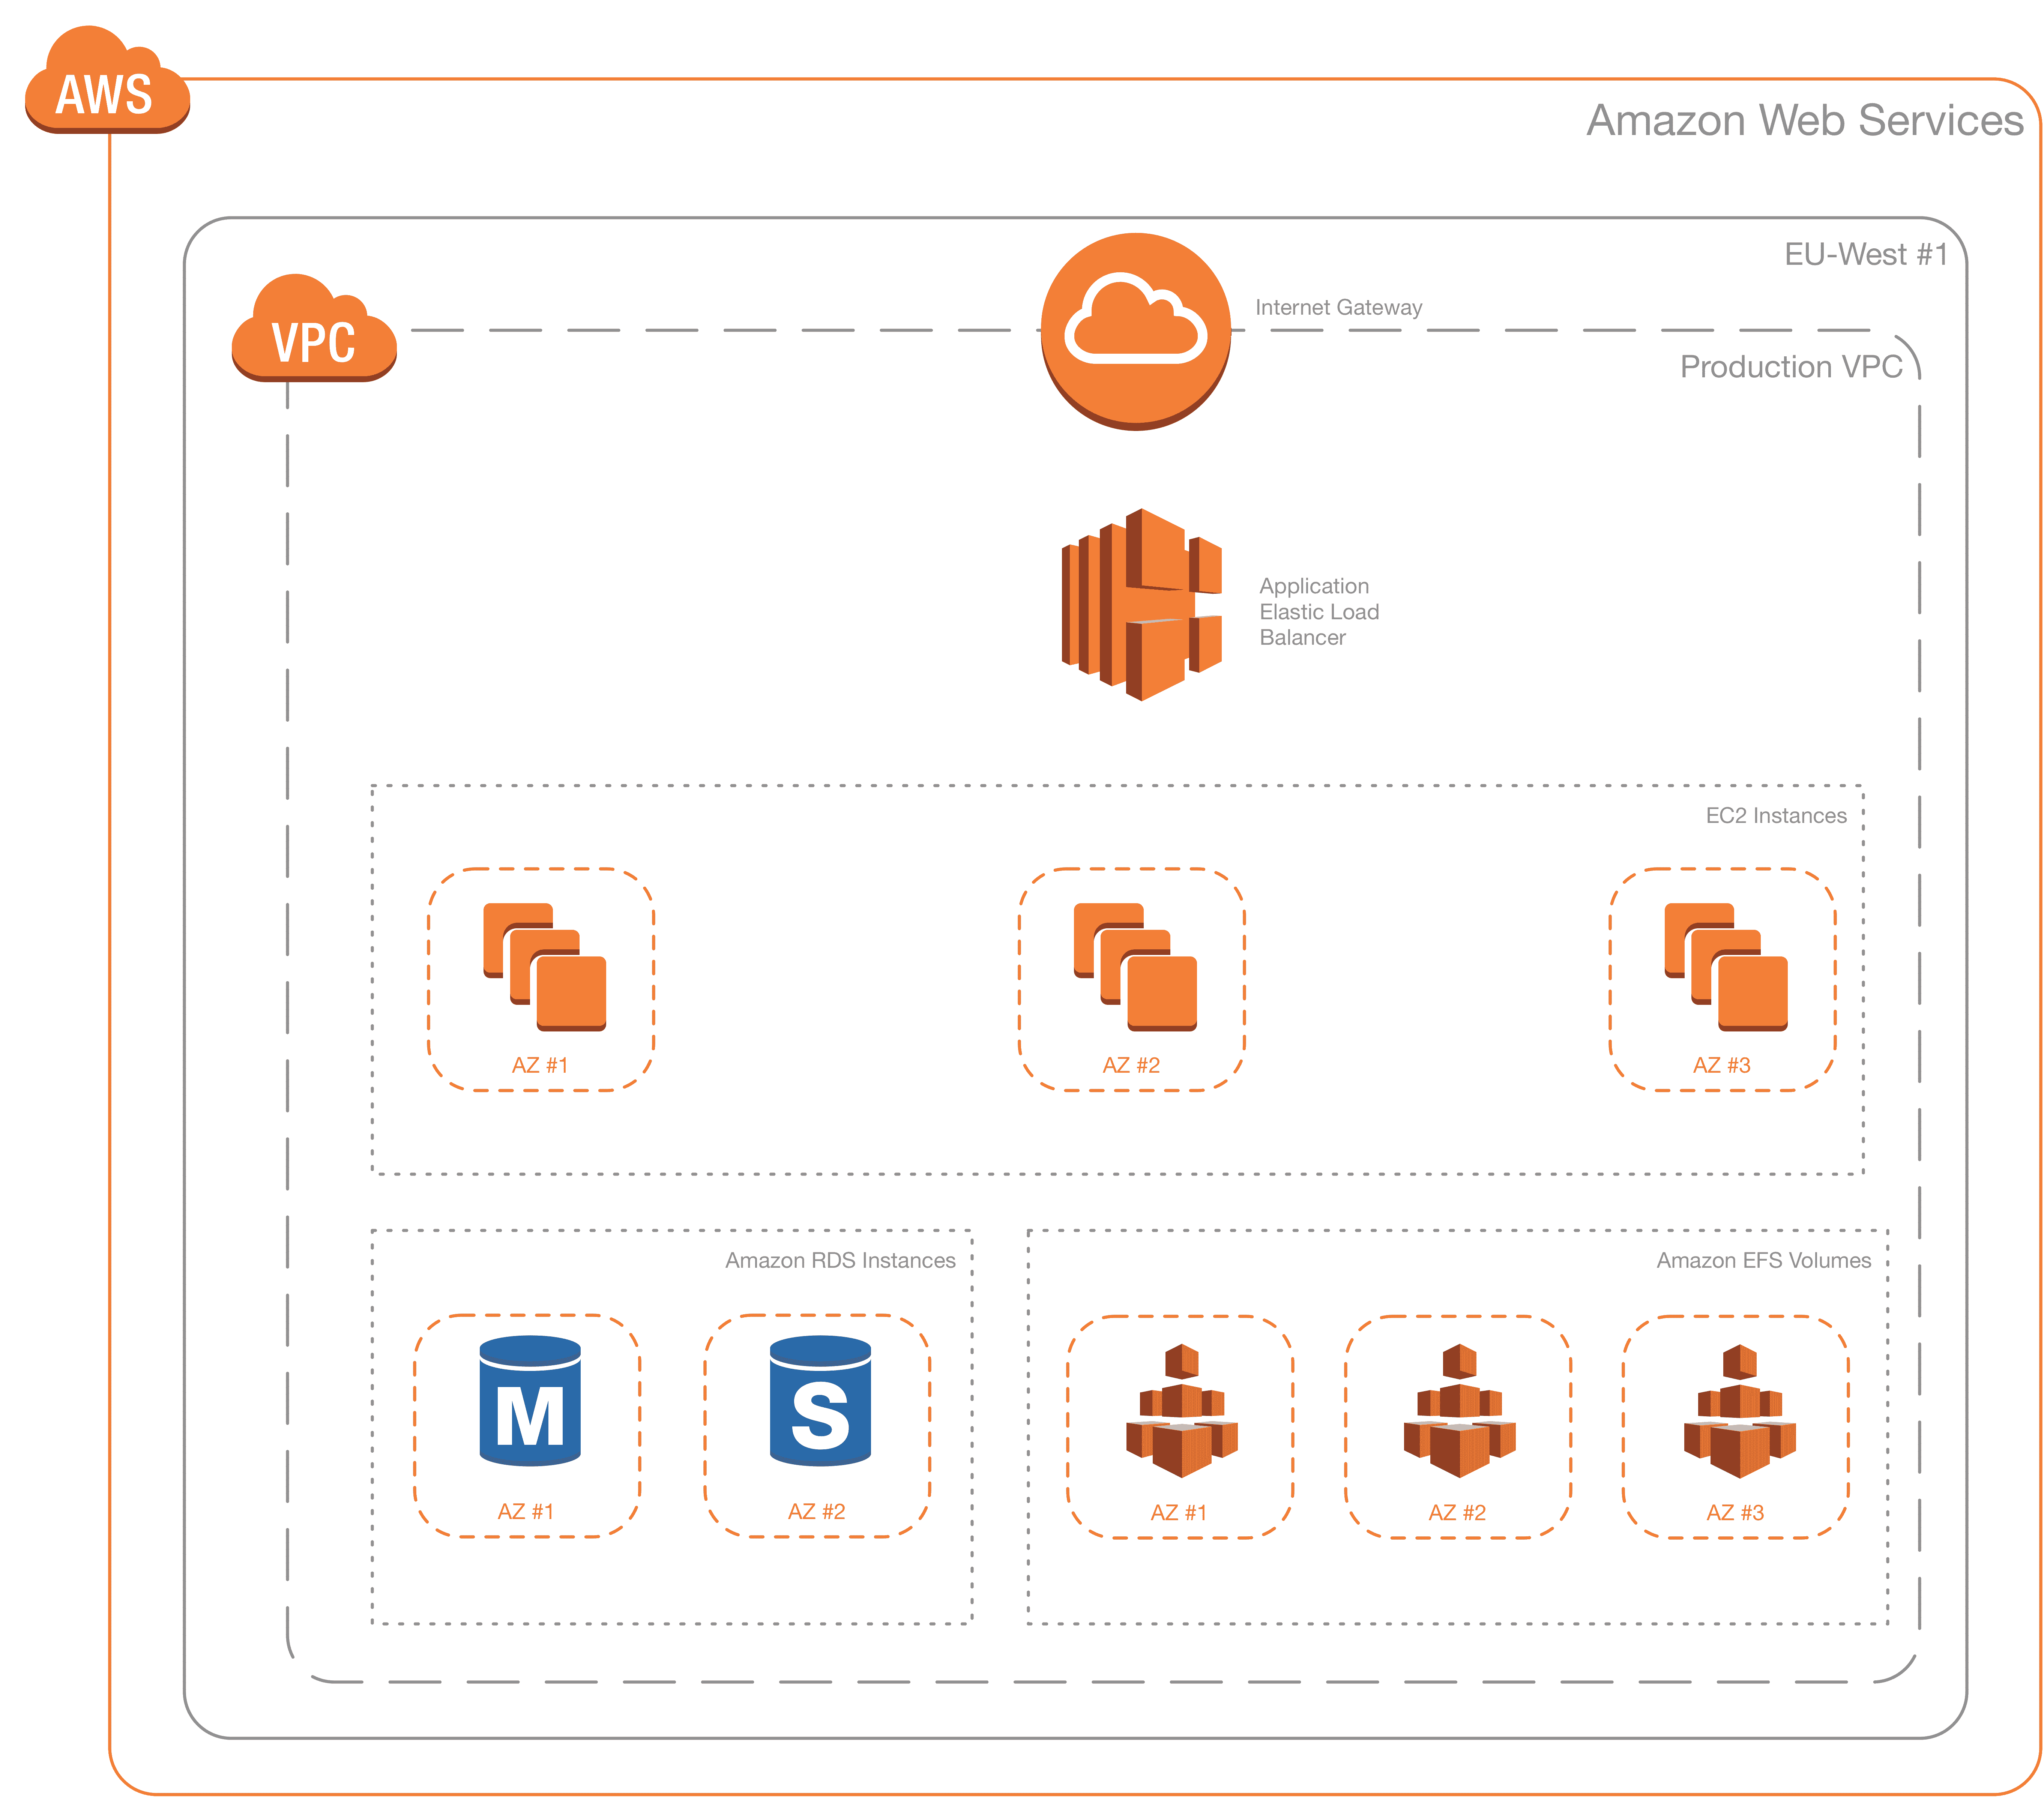 AWS
Amazon Web Services
EU-West #1
VPC
Internet Gateway
Production VPC
Application
Elastic Load
Balancer
EC2 Instances
AZ #1
AZ #2
AZ #3
Amazon RDS Instances
Amazon EFS Volumes
M
S
AZ #1
AZ #2
AZ #1
AZ #2
AZ #3